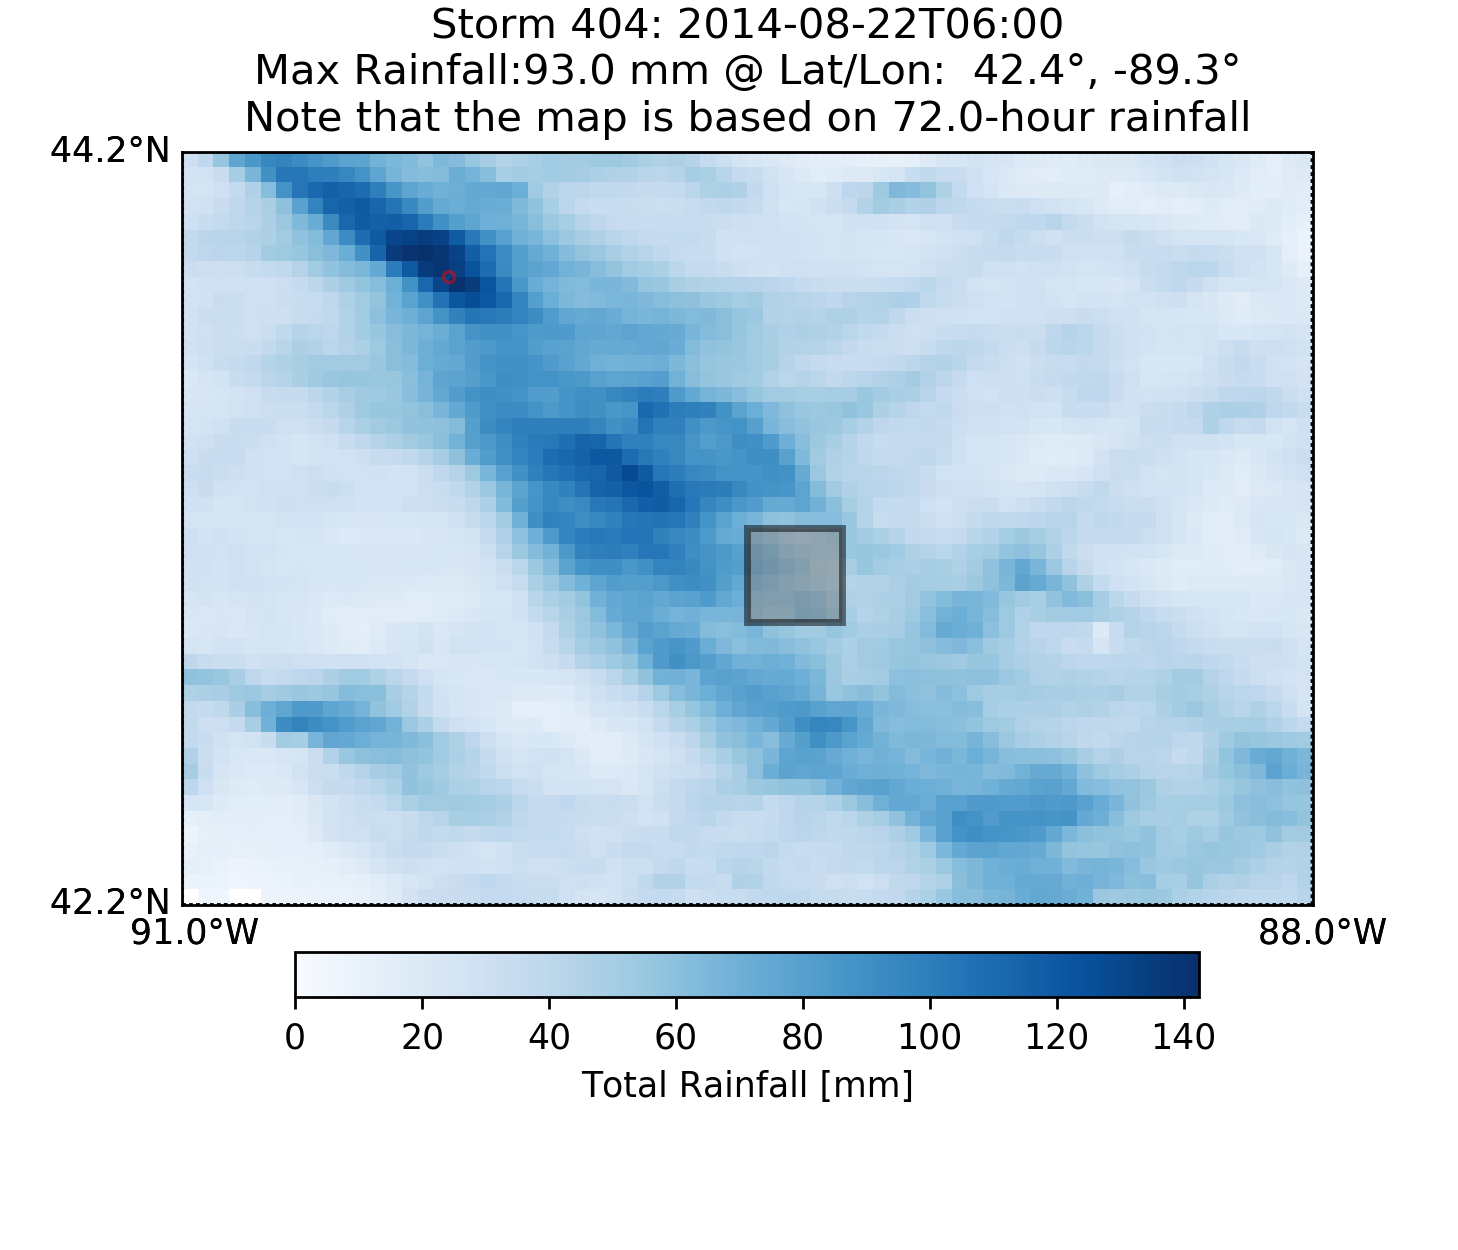 Storm 404: 2014-08-22T06:00
Max Rainfall:93.0 mm @ Lat/Lon:  42.4°, -89.3°
Note that the map is based on 72.0-hour rainfall
44.2°N
42.2°N
91.0°W
88.0°W
0 20 40 60 80 100 120 140
Total Rainfall [mm]